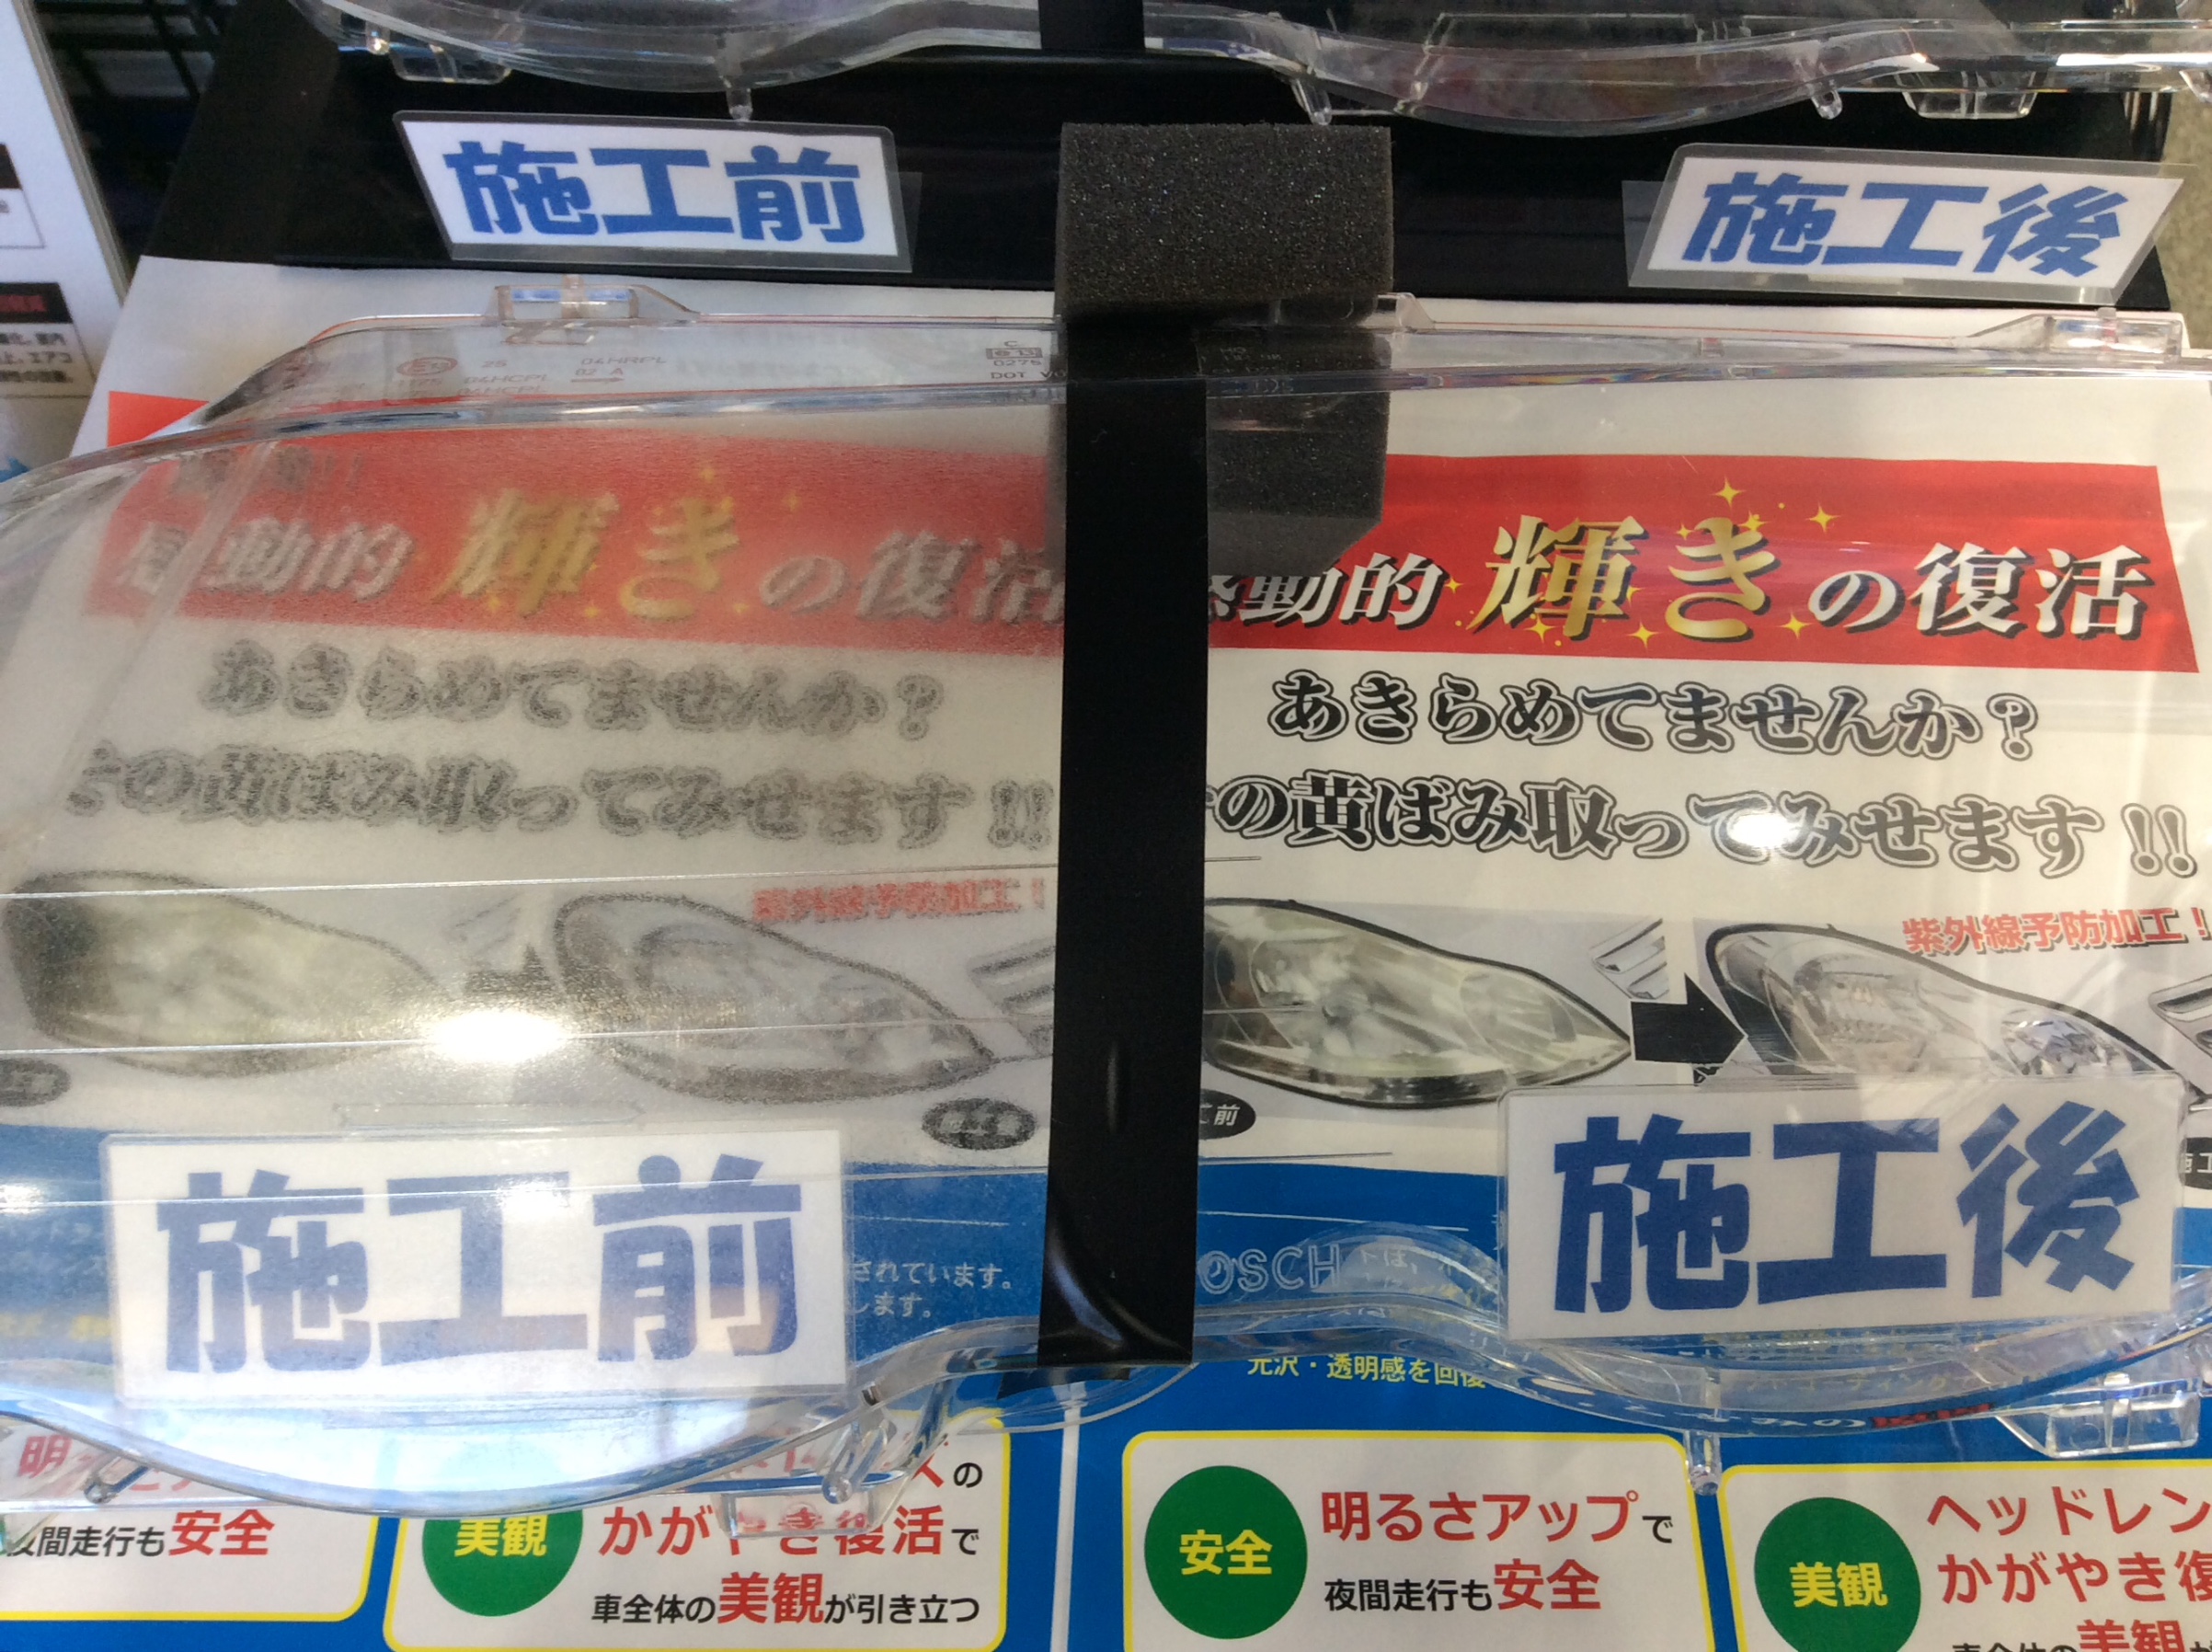 施工前
施工後
25
04HRPL
02 A
04HCPL
DOT
動的 輝きの復活
動的 輝きの復活
あきらめてませんか？
あきらめてませんか？
の黄ばみ取ってみせます!!
の黄ばみ取ってみせます!!
紫外線予防加工！
紫外線予防加工！
前
施工前
施工後
されています。
します。
OSCH
光沢・透明感を回復
夜間走行も安全
美観
の
かがやき復活で
車全体の美観が引き立つ
安全
明るさアップで
夜間走行も安全
美観
ヘッドレン
かがやき復